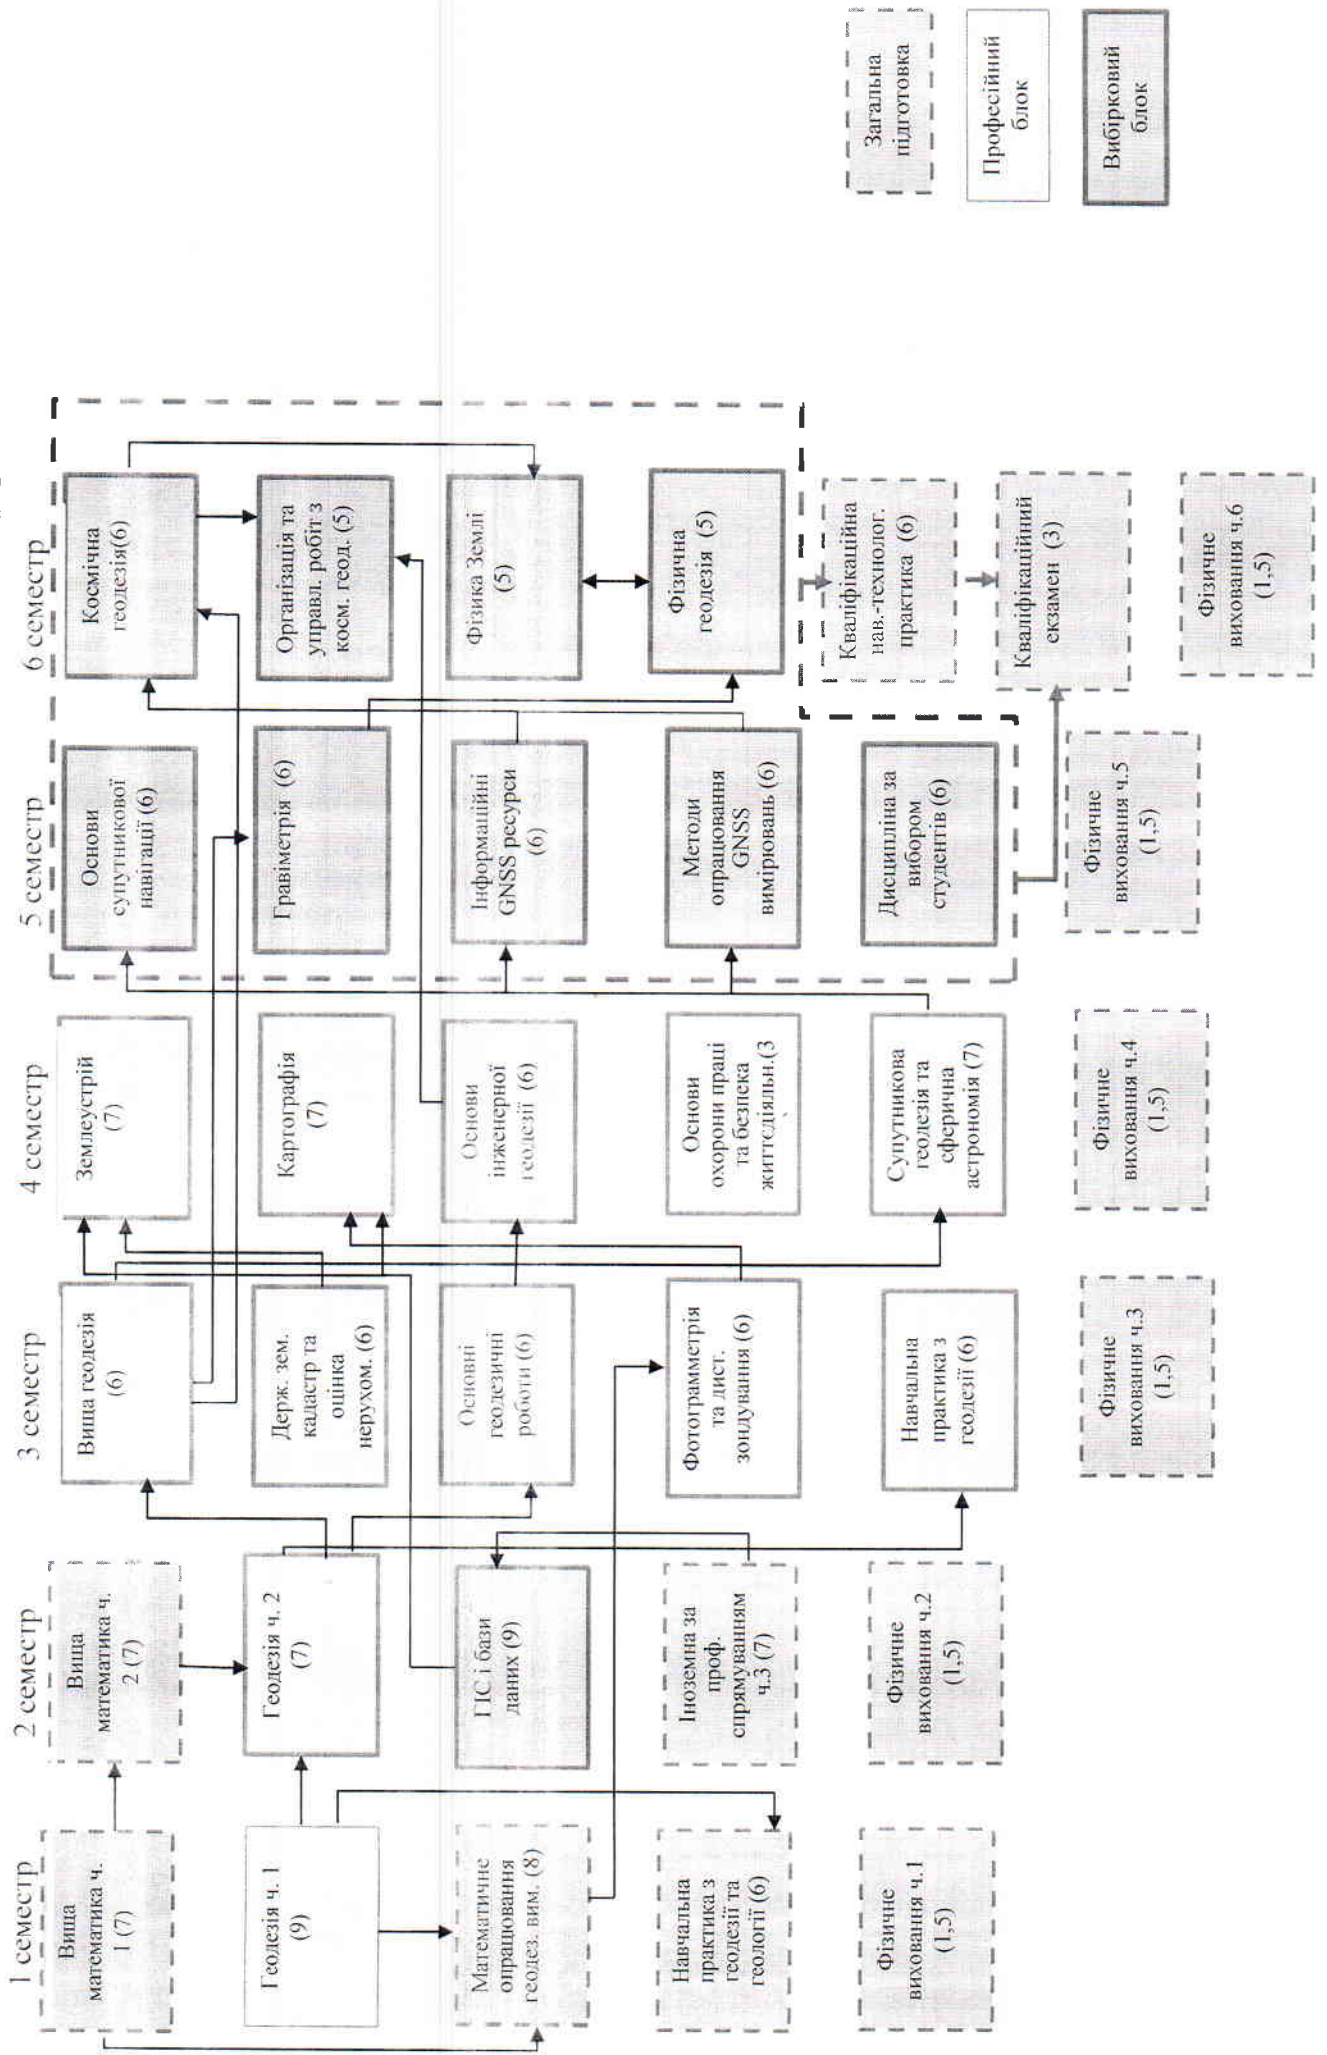 1 семестр
Вища
математика ч.
1 (7)
Геодезія ч. 1
(9)
Математичне
опрацювання
геодез. вим. (8)
Навчальна
практика з
геодезії та
геології (6)
Фізичне
виховання ч.1
(1,5)
2 семестр
Вища
математика ч.
2 (7)
Геодезія ч. 2
(7)
ГІС і бази
даних (9)
Іноземна за
проф.
спрямуванням
ч.3 (7)
Фізичне
виховання ч.2
(1,5)
3 семестр
Вища геодезія
(6)
Держ. зем.
кадастр та
оцінка
нерухом. (6)
Основні
геодезичні
роботи (6)
Фотограмметрія
та дист.
зондування (6)
Навчальна
практика з
геодезії (6)
Фізичне
виховання ч.3
(1,5)
4 семестр
Землеустрій
(7)
Картографія
(7)
Основи
інженерної
геодезії (6)
Основи
охорони праці
та безпека
життєдіяльн.(3
Супутникова
геодезія та
сферична
астрономія (7)
Фізичне
виховання ч.4
(1,5)
5 семестр
Основи
супутникової
навігації (6)
Гравіметрія (6)
Інформаційні
GNSS ресурси
(6)
Методи
опрацювання
GNSS
вимірювань (6)
Дисципліна за
вибором
студентів (6)
Фізичне
виховання ч.5
(1,5)
6 семестр
Космічна
геодезія(6)
Організація та
управл. робіт з
косм. геод. (5)
Фізика Землі
(5)
Фізична
геодезія (5)
Кваліфікаційна
нав.-технолог.
практика (6)
Кваліфікаційний
екзамен (3)
Фізичне
виховання ч.6
(1,5)
Загальна
підготовка
Професійний
блок
Вибірковий
блок